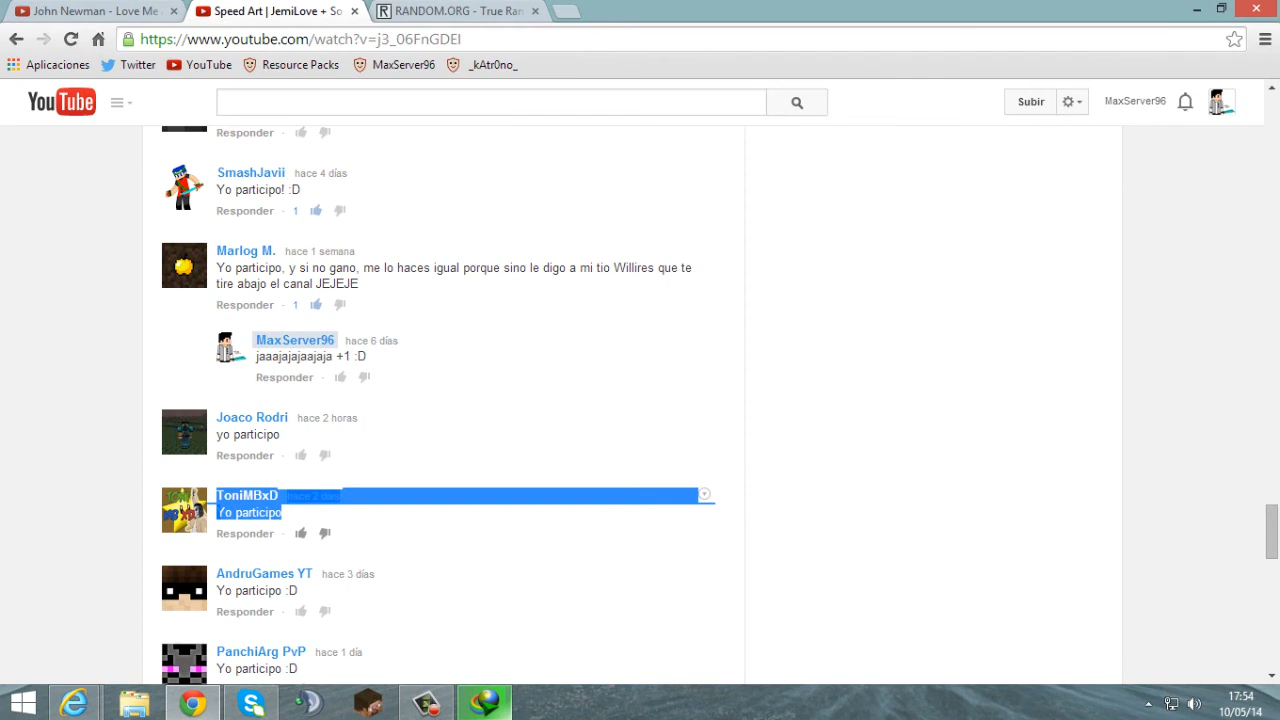 John Newman - Love Me
Speed Art | JemiLove + So
RANDOM.ORG - True Ran
https://www.youtube.com/watch?v=j3_06FnGDEI
Aplicaciones
Twitter
YouTube
Resource Packs
MaxServer96
_kAtr0no_
YouTube
Subir
MaxServer96
Responder
SmashJavii hace 4 días
Yo participo! :D
Responder · 1
Marlog M. hace 1 semana
Yo participo, y si no gano, me lo haces igual porque sino le digo a mi tio Willires que te
tire abajo el canal JEJEJE
Responder · 1
MaxServer96 hace 6 días
jaaajajajaajaja +1 :D
Responder ·
Joaco Rodri hace 2 horas
yo participo
Responder ·
ToniMBxD hace 2 días
Yo participo
Responder ·
AndruGames YT hace 3 días
Yo participo :D
Responder ·
PanchiArg PvP hace 1 día
Yo participo :D
17:54
10/05/14